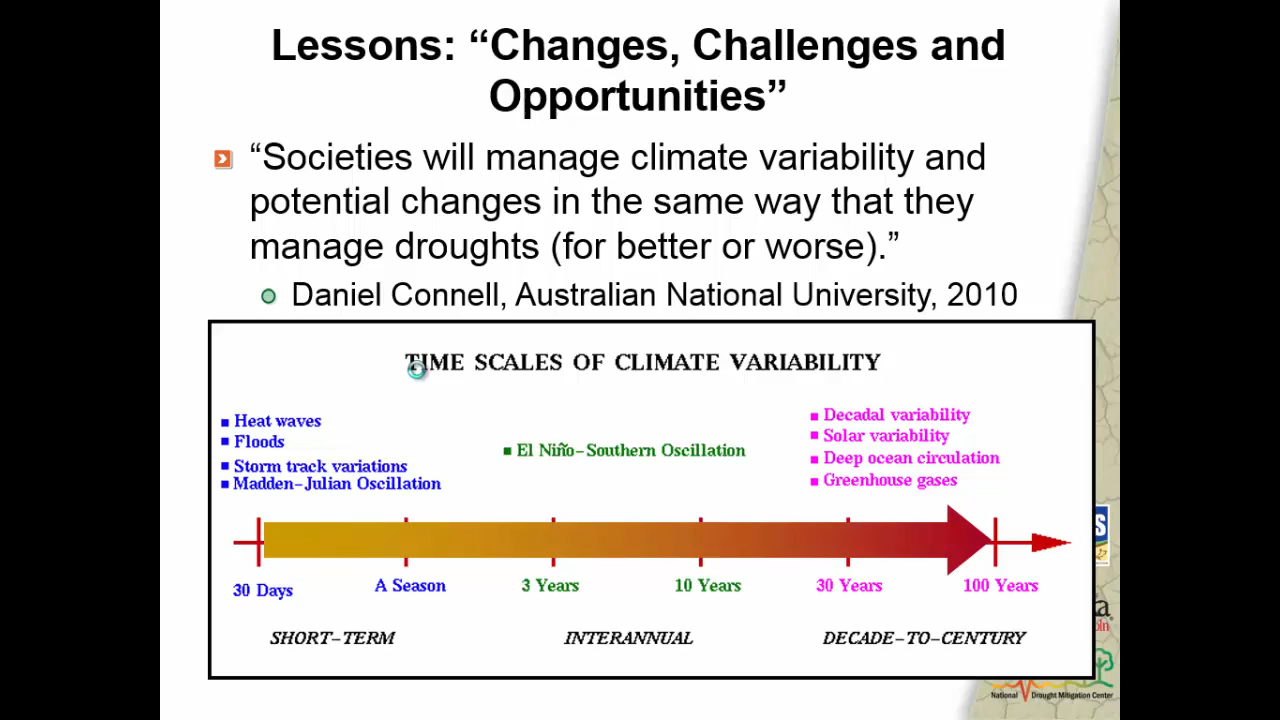 Lessons: “Changes, Challenges and
Opportunities”
“Societies will manage climate variability and
potential changes in the same way that they
manage droughts (for better or worse).”
Daniel Connell, Australian National University, 2010
TIME SCALES OF CLIMATE VARIABILITY
Heat waves
Floods
Storm track variations
Madden-Julian Oscillation
El Niño-Southern Oscillation
Decadal variability
Solar variability
Deep ocean circulation
Greenhouse gases
30 Days
A Season
3 Years
10 Years
30 Years
100 Years
SHORT-TERM
INTERANNUAL
DECADE-TO-CENTURY
National Drought Mitigation Center